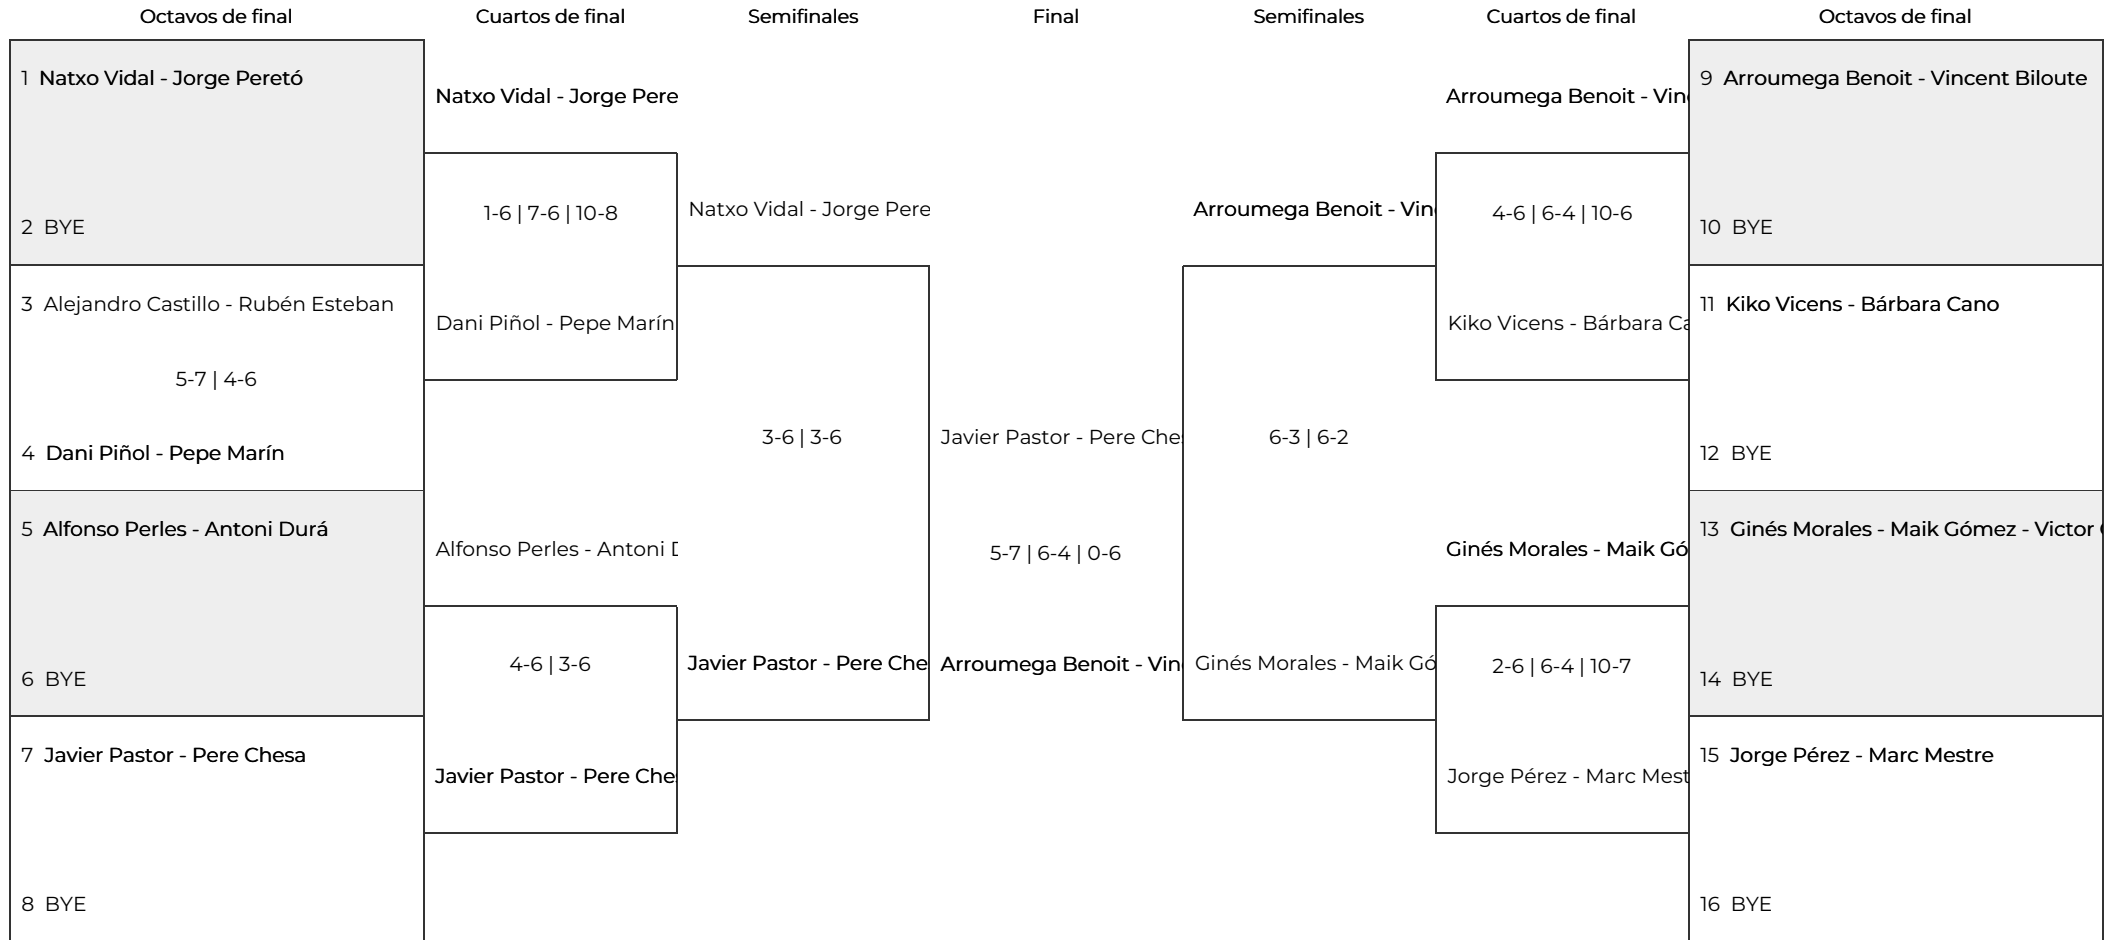 Octavos de final
Cuartos de final
Semifinales
Final
Semifinales
Cuartos de final
Octavos de final
1 Natxo Vidal - Jorge Peretó
2 BYE
3 Alejandro Castillo - Rubén Esteban
5-7 | 4-6
4 Dani Piñol - Pepe Marín
5 Alfonso Perles - Antoni Durá
6 BYE
7 Javier Pastor - Pere Chesa
8 BYE
Natxo Vidal - Jorge Pere
1-6 | 7-6 | 10-8
Dani Piñol - Pepe Marín
Alfonso Perles - Antoni
4-6 | 3-6
Javier Pastor - Pere Che
Natxo Vidal - Jorge Pere
3-6 | 3-6
Javier Pastor - Pere Che
Javier Pastor - Pere Ches
5-7 | 6-4 | 0-6
Arroumega Benoit - Vin
Arroumega Benoit - Vin
6-3 | 6-2
Ginés Morales - Maik Gó
Arroumega Benoit - Vin
4-6 | 6-4 | 10-6
Kiko Vicens - Bárbara Ca
Ginés Morales - Maik Gó
2-6 | 6-4 | 10-7
Jorge Pérez - Marc Mest
9 Arroumega Benoit - Vincent Biloute
10 BYE
11 Kiko Vicens - Bárbara Cano
12 BYE
13 Ginés Morales - Maik Gómez - Victor
14 BYE
15 Jorge Pérez - Marc Mestre
16 BYE